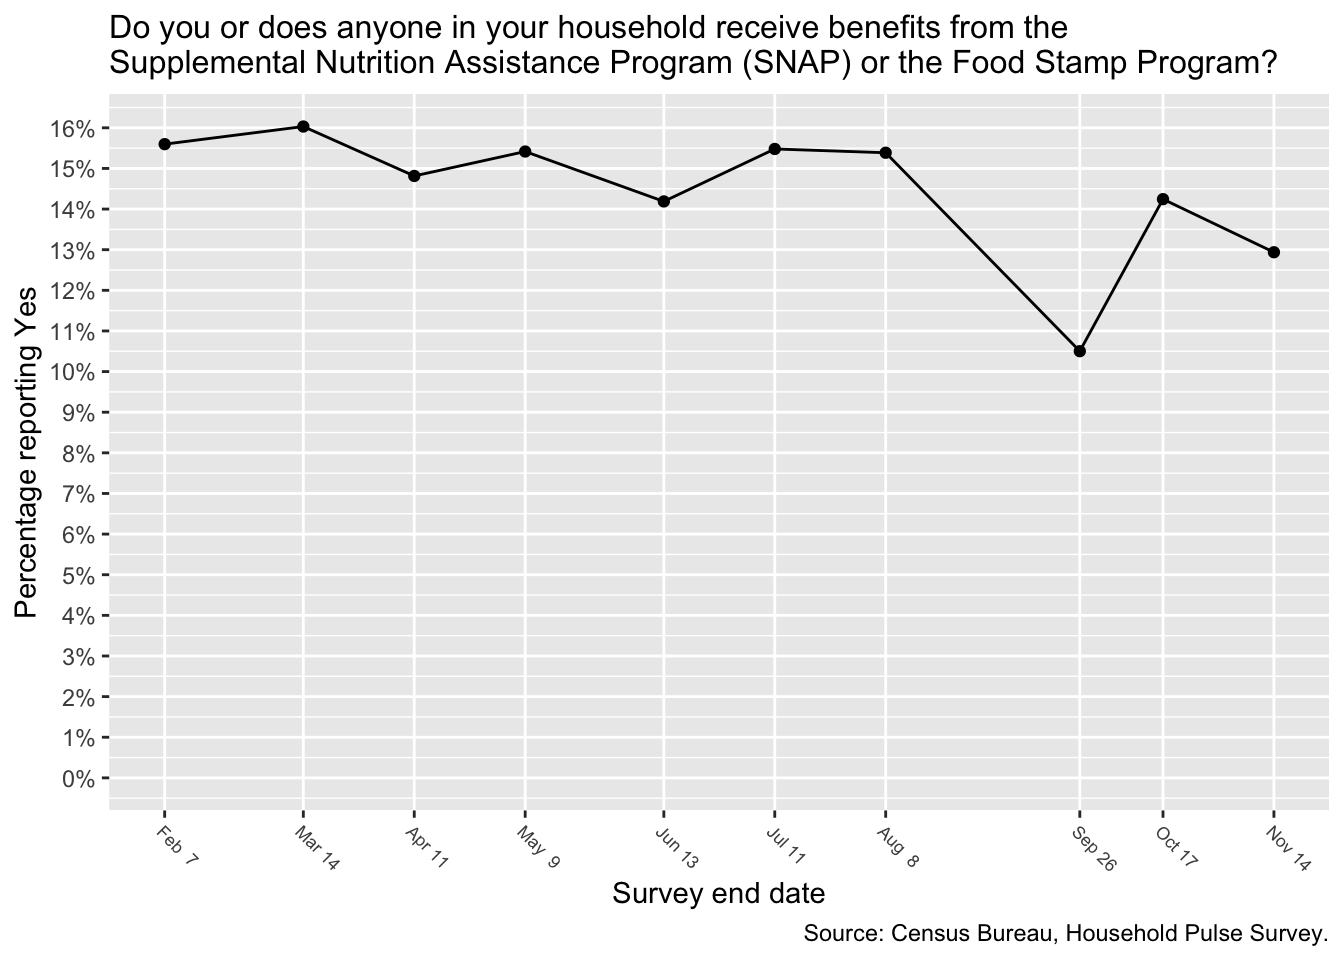 Do you or does anyone in your household receive benefits from the
Supplemental Nutrition Assistance Program (SNAP) or the Food Stamp Program?
Percentage reporting Yes
16%
15%
14%
13%
12%
11%
10%
9%
8%
7%
6%
5%
4%
3%
2%
1%
0%
Feb 7
Mar 14
Apr 11
May 9
Jun 13
Jul 11
Aug 8
Sep 26
Oct 17
Nov 14
Survey end date
Source: Census Bureau, Household Pulse Survey.